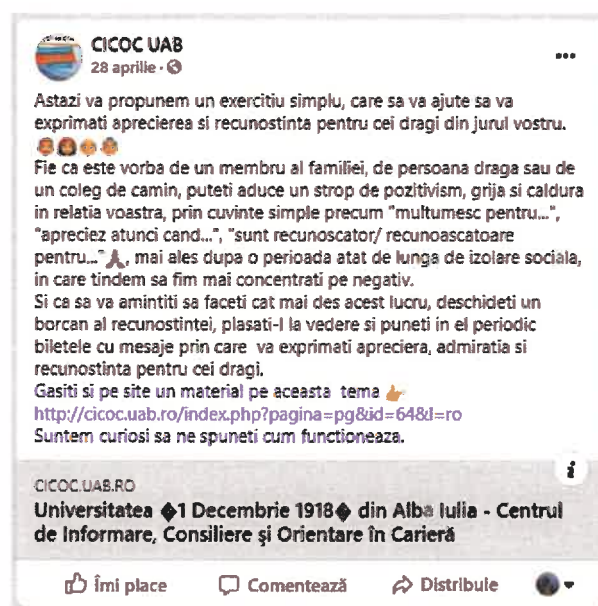 CICOC UAB
28 aprilie ·
Astazi va propunem un exercitiu simplu, care sa va ajute sa va
exprimati aprecierea si recunostinta pentru cei dragi din jurul vostru.
Fie ca este vorba de un membru al familiei, de persoana draga sau de
un coleg de camin, puteti aduce un strop de pozitivism, grija si caldura
in relatia voastra, prin cuvinte simple precum "multumesc pentru...",
"apreciez atunci cand...", "sunt recunoscator/ recunoascatoare
pentru..." , mai ales dupa o perioada atat de lunga de izolare sociala,
in care tindem sa fim mai concentrati pe negativ.
Si ca sa va amintiti sa faceti cat mai des acest lucru, deschideti un
borcan al recunostintei, plasati-l la vedere si puneti in el periodic
biletele cu mesaje prin care va exprimati apreciera, admiratia si
recunostinta pentru cei dragi.
Gasiti si pe site un material pe aceasta tema
http://cicoc.uab.ro/index.php?pagina=pg&id=64&l=ro
Suntem curiosi sa ne spuneti cum functioneaza.
CICOC.UAB.RO
Universitatea �1 Decembrie 1918� din Alba Iulia - Centrul
de Informare, Consiliere şi Orientare în Carieră
Îmi place Comentează Distribuie